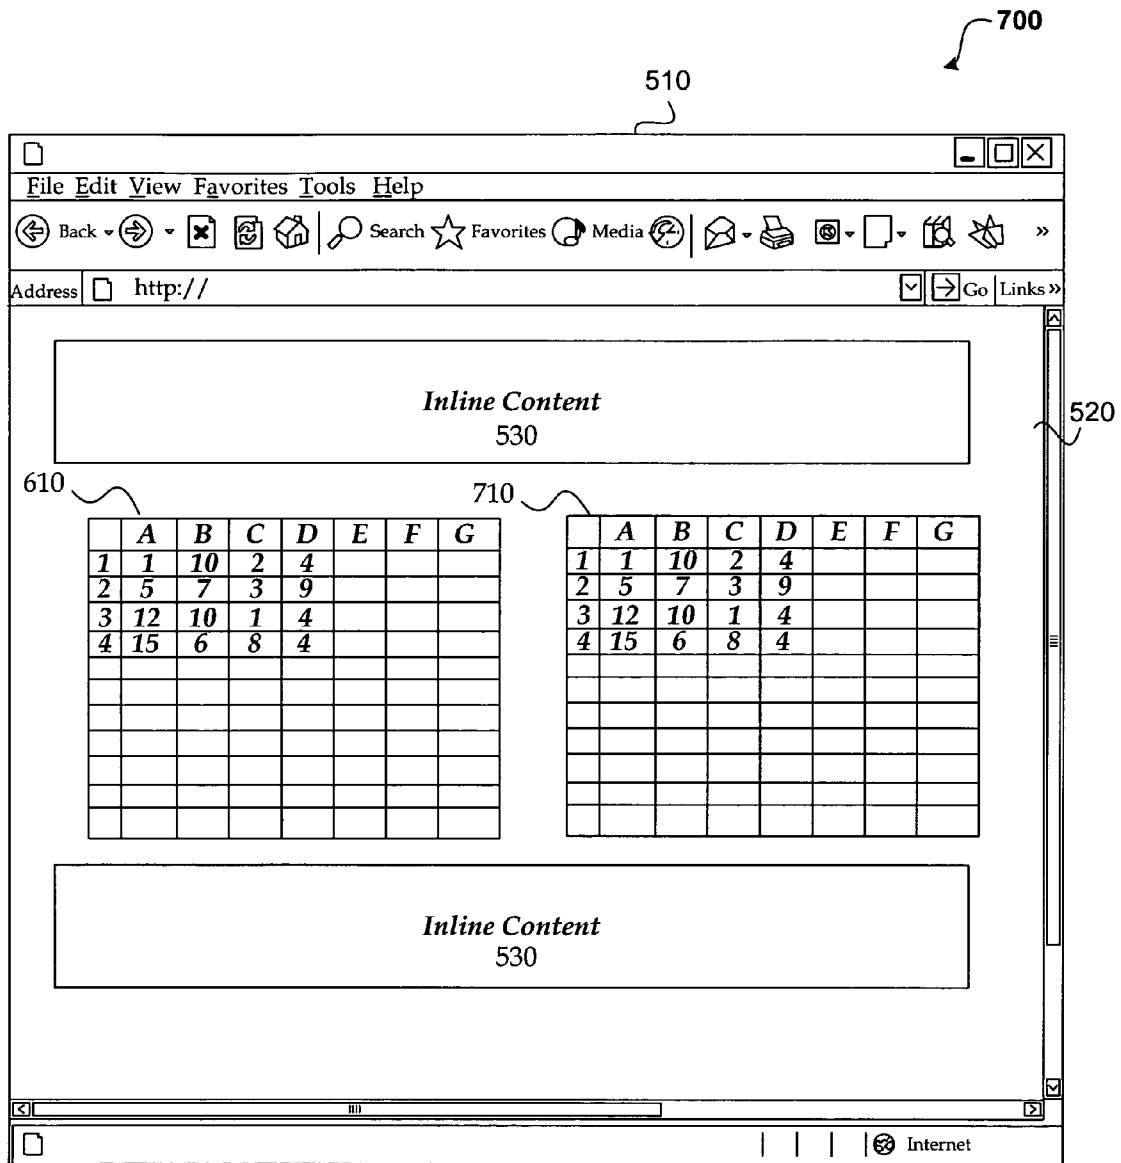 700
510
File Edit View Favorites Tools Help
Back Search Favorites Media »
Address http:// Go Links »
Inline Content
530
520
610
710
A B C D E F G
1 1 10 2 4
2 5 7 3 9
3 12 10 1 4
4 15 6 8 4
A B C D E F G
1 1 10 2 4
2 5 7 3 9
3 12 10 1 4
4 15 6 8 4
Inline Content
530
Internet